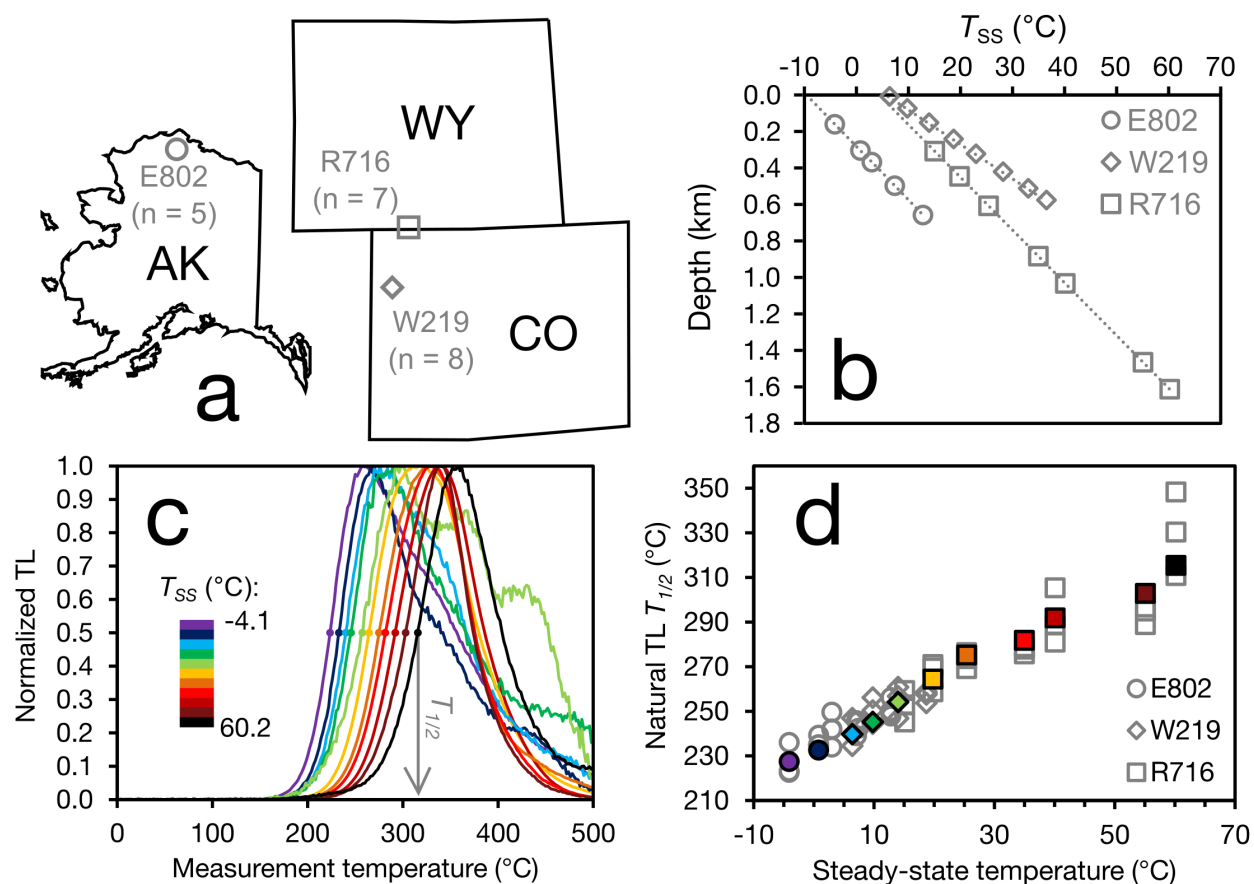 WY
R716
(n = 7)
E802
(n = 5)
AK
W219
(n = 8)
CO
a
T_SS (°C)
-10 0 10 20 30 40 50 60 70
0.0
0.2
0.4
0.6
0.8
1.0
1.2
1.4
1.6
1.8
Depth (km)
E802
W219
R716
b
1.0
0.9
0.8
0.7
0.6
0.5
0.4
0.3
0.2
0.1
0.0
Normalized TL
c
T_SS (°C):
-4.1
60.2
T_1/2
0 100 200 300 400 500
Measurement temperature (°C)
350
330
310
290
270
250
230
210
Natural TL T_1/2 (°C)
d
E802
W219
R716
-10 10 30 50 70
Steady-state temperature (°C)